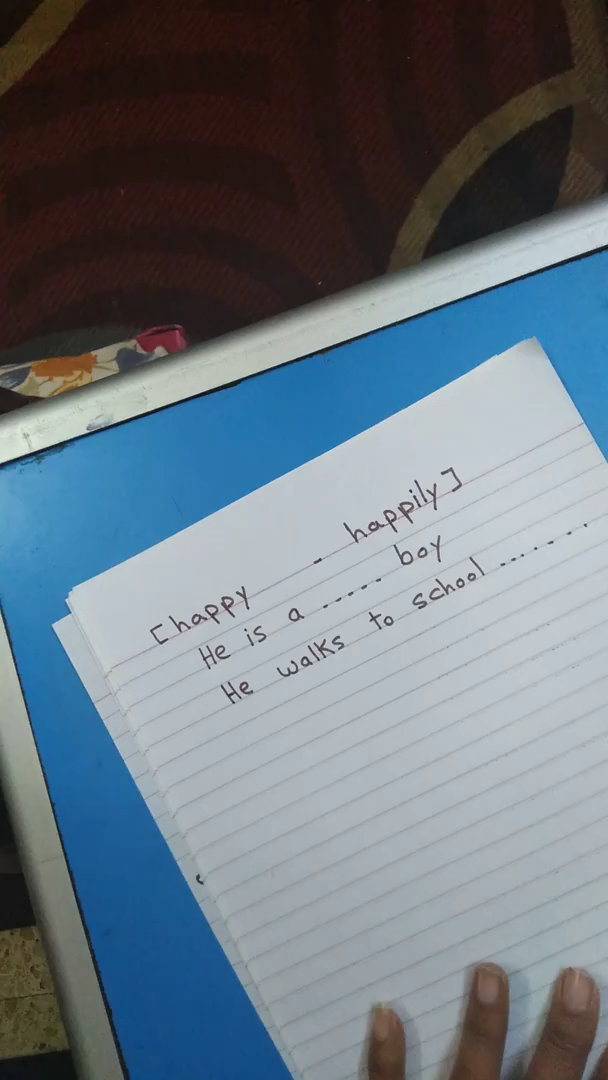 [happy - happily]
He is a ..... boy
He walks to school .......